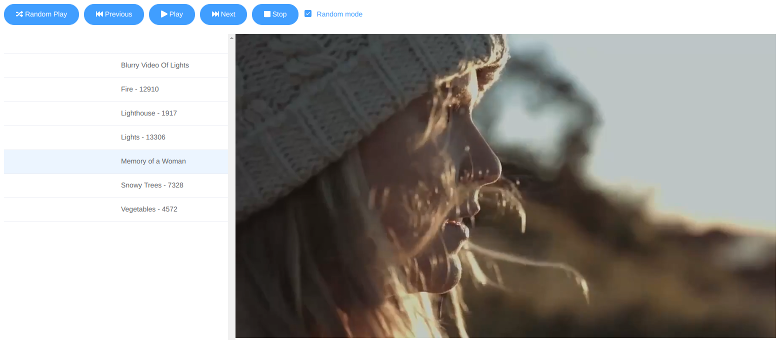 Random Play Previous Play Next Stop Random mode
Blurry Video Of Lights
Fire - 12910
Lighthouse - 1917
Lights - 13306
Memory of a Woman
Snowy Trees - 7328
Vegetables - 4572